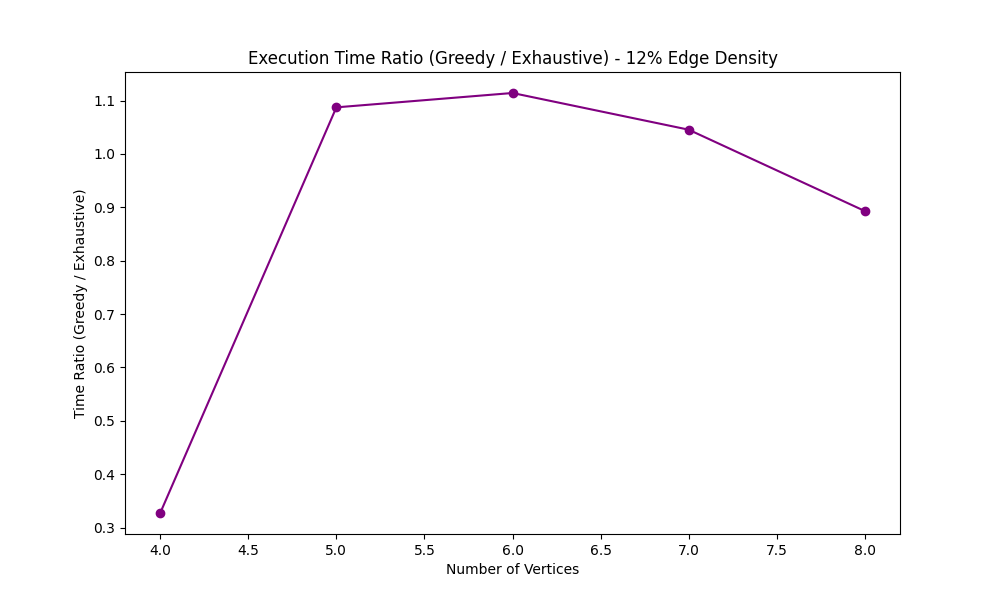 Execution Time Ratio (Greedy / Exhaustive) - 12% Edge Density
Time Ratio (Greedy / Exhaustive)
1.1
1.0
0.9
0.8
0.7
0.6
0.5
0.4
0.3
4.0 4.5 5.0 5.5 6.0 6.5 7.0 7.5 8.0
Number of Vertices